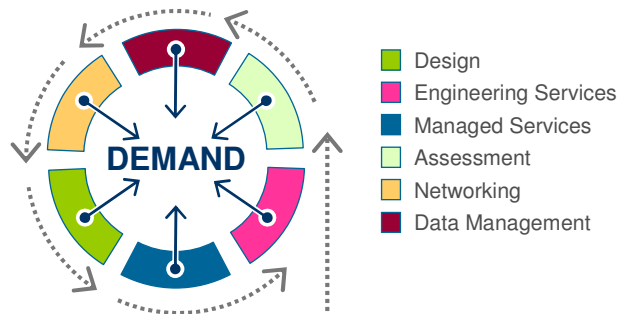 DEMAND
Design
Engineering Services
Managed Services
Assessment
Networking
Data Management